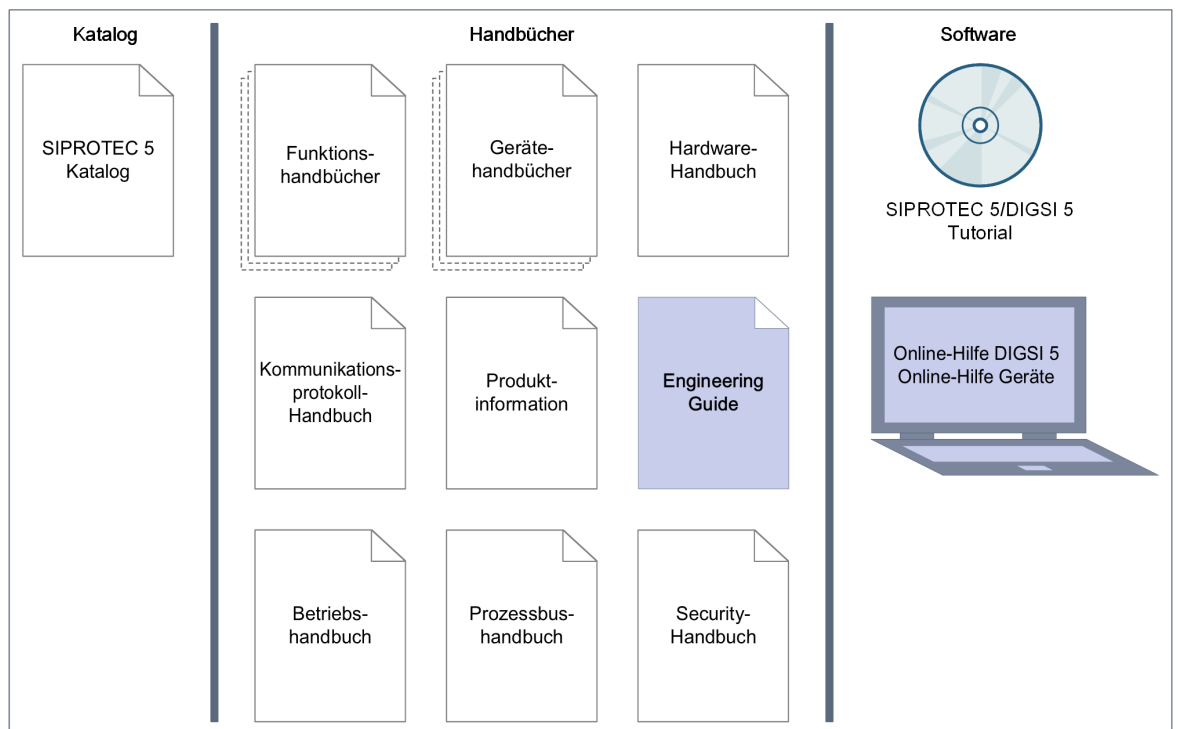 Katalog
Handbücher
Software
SIPROTEC 5
Katalog
Funktions-
handbücher
Geräte-
handbücher
Hardware-
Handbuch
SIPROTEC 5/DIGSI 5
Tutorial
Kommunikations-
protokoll-
Handbuch
Produkt-
information
Engineering
Guide
Online-Hilfe DIGSI 5
Online-Hilfe Geräte
Betriebs-
handbuch
Prozessbus-
handbuch
Security-
Handbuch